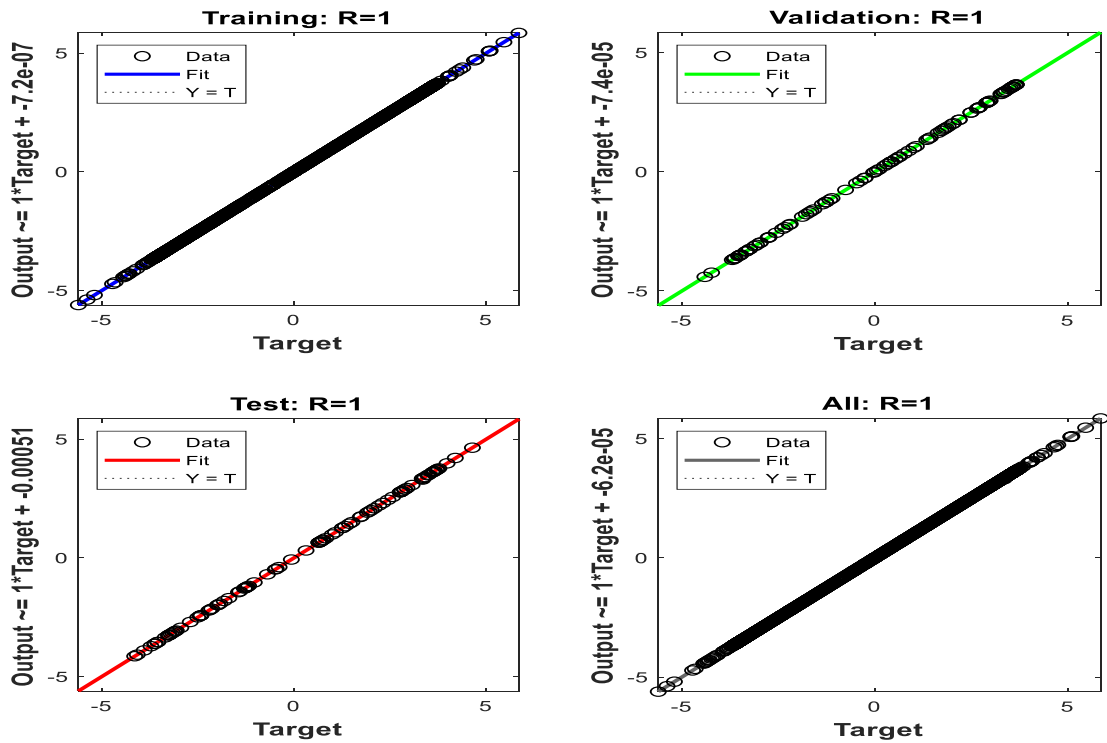 Training: R=1
Output ~= 1*Target + -7.2e-07
5
0
-5
Data
Fit
Y = T
-5 0 5
Target
Validation: R=1
Output ~= 1*Target + -7.4e-05
5
0
-5
Data
Fit
Y = T
-5 0 5
Target
Test: R=1
Output ~= 1*Target + -0.00051
5
0
-5
Data
Fit
Y = T
-5 0 5
Target
All: R=1
Output ~= 1*Target + -6.2e-05
5
0
-5
Data
Fit
Y = T
-5 0 5
Target